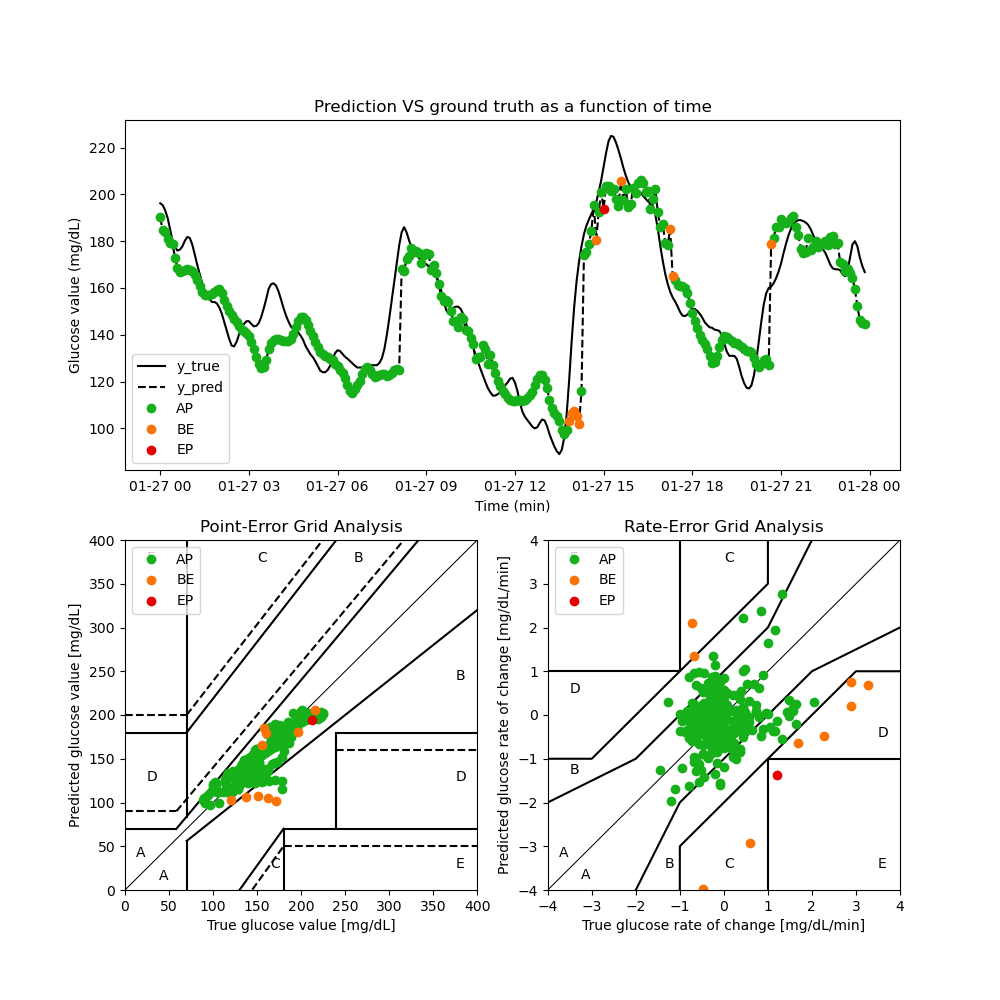 Prediction VS ground truth as a function of time
Glucose value (mg/dL)
220
200
180
160
140
120
100
y_true
y_pred
AP
BE
EP
01-27 00 01-27 03 01-27 06 01-27 09 01-27 12 01-27 15 01-27 18 01-27 21 01-28 00
Time (min)
Point-Error Grid Analysis
Predicted glucose value [mg/dL]
400
350
300
250
200
150
100
50
0
AP
BE
EP
C B
B
D D
A
A
C E
0 50 100 150 200 250 300 350 400
True glucose value [mg/dL]
Rate-Error Grid Analysis
Predicted glucose rate of change [mg/dL/min]
4
3
2
1
0
−1
−2
−3
−4
AP
BE
EP
C
D
D
B
A
A
B C E
−4 −3 −2 −1 0 1 2 3 4
True glucose rate of change [mg/dL/min]